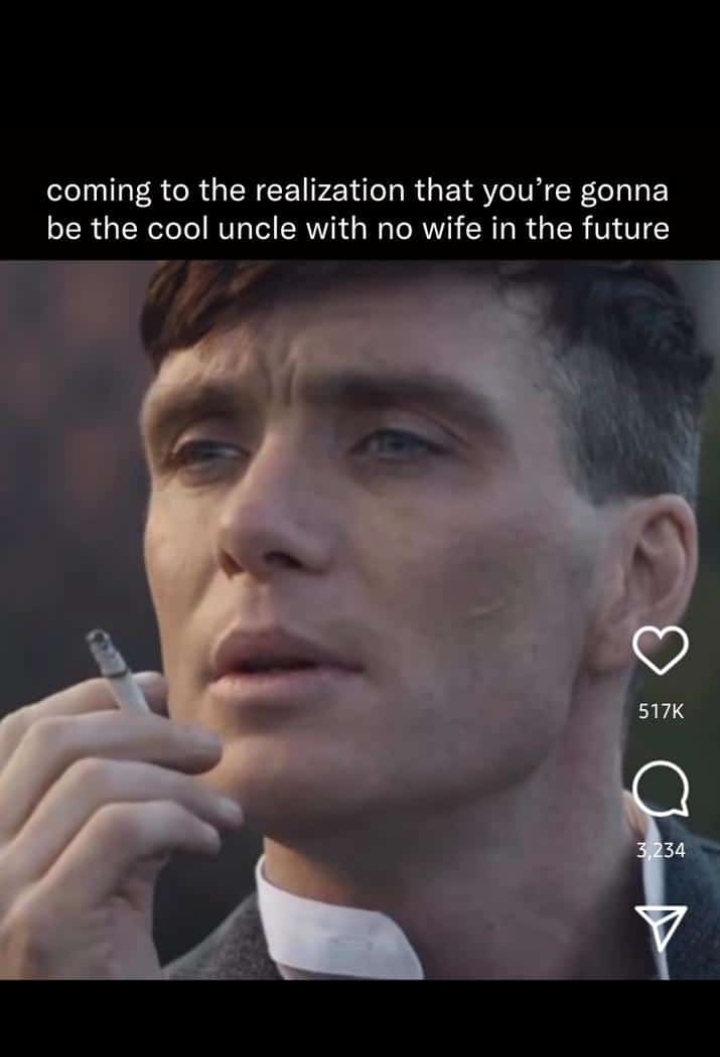 coming to the realization that you’re gonna
be the cool uncle with no wife in the future
517K
3,234